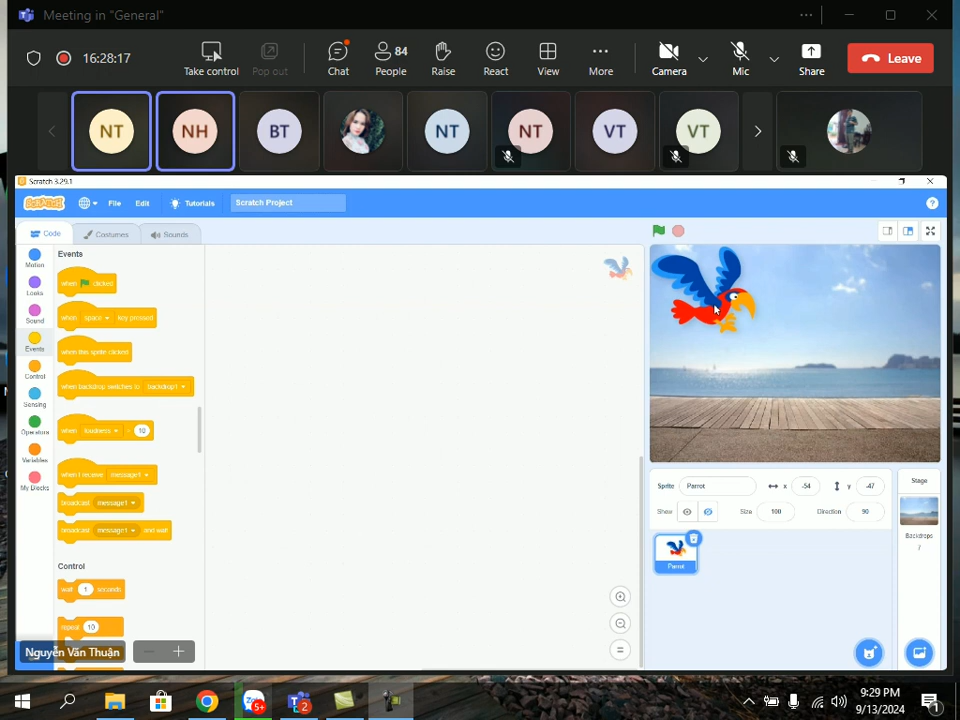 Meeting in "General"
16:28:17
Take control
Pop out
Chat
84
People
Raise
React
View
More
Camera
Mic
Share
Leave
NT
NH
BT
NT
NT
VT
VT
Scratch 3.29.1
SCRATCH
File
Edit
Tutorials
Scratch Project
Code
Costumes
Sounds
Motion
Looks
Sound
Events
Control
Sensing
Operators
Variables
My Blocks
Events
when clicked
when space key pressed
when this sprite clicked
when backdrop switches to backdrop1
when loudness > 10
when I receive message1
broadcast message1
broadcast message1 and wait
Control
wait 1 seconds
repeat 10
Nguyễn Văn Thuận
Sprite Parrot x -54 y -47
Show Size 100 Direction 90
Parrot
Stage
Backdrops
Zalo
5+
2
9:29 PM
9/13/2024
1